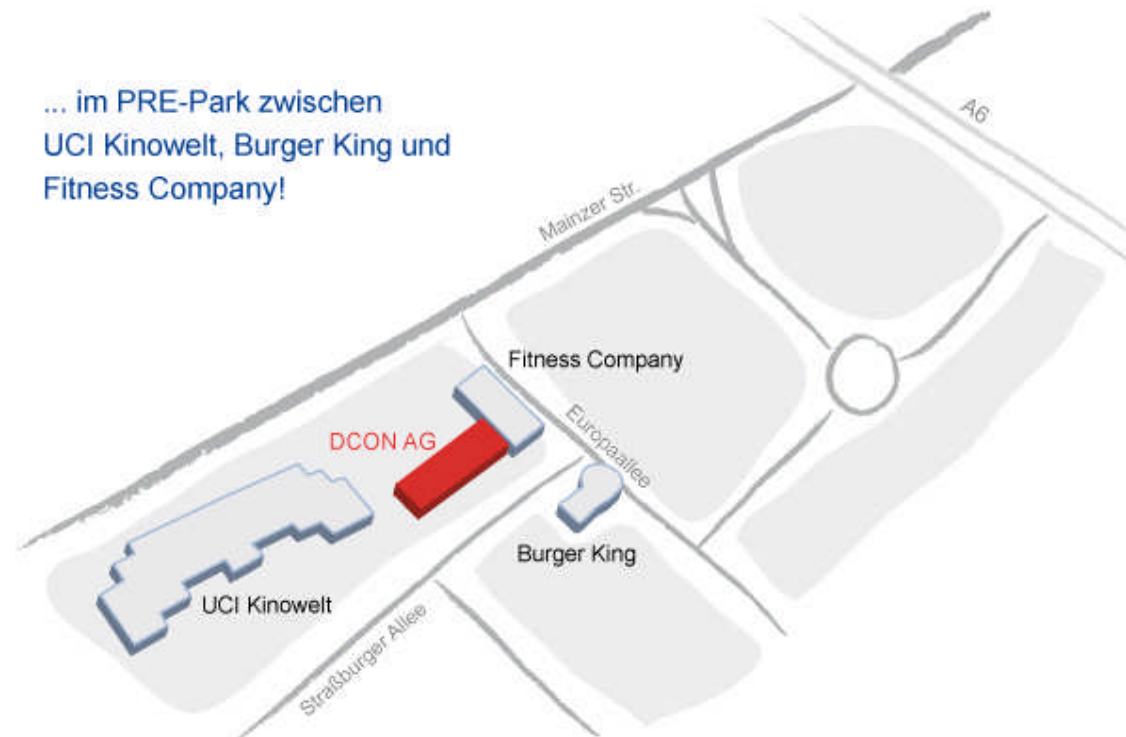 ... im PRE-Park zwischen
UCI Kinowelt, Burger King und
Fitness Company!
A6
Mainzer Str.
Fitness Company
Europaallee
DCON AG
Burger King
UCI Kinowelt
Straßburger Allee